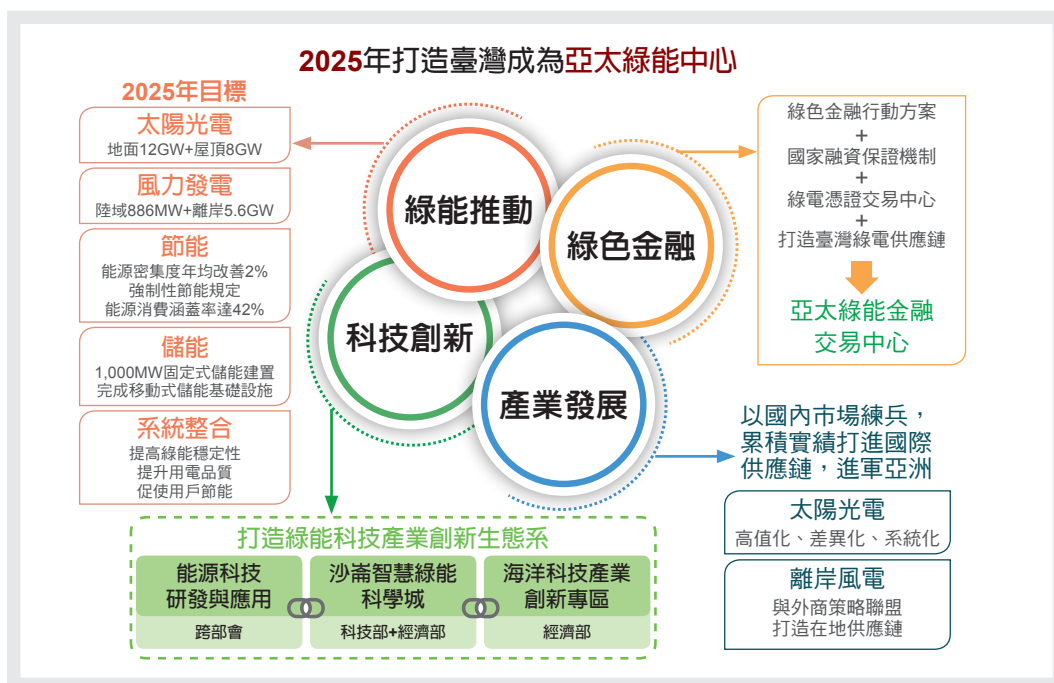 2025年打造臺灣成為亞太綠能中心
2025年目標
太陽光電
地面12GW+屋頂8GW
風力發電
陸域886MW+離岸5.6GW
節能
能源密集度年均改善2%
強制性節能規定
能源消費涵蓋率達42%
儲能
1,000MW固定式儲能建置
完成移動式儲能基礎設施
系統整合
提高綠能穩定性
提升用電品質
促使用戶節能
綠能推動
綠色金融
科技創新
產業發展
綠色金融行動方案
+
國家融資保證機制
+
綠電憑證交易中心
+
打造臺灣綠電供應鏈
亞太綠能金融
交易中心
以國內市場練兵，
累積實績打進國際
供應鏈，進軍亞洲
太陽光電
高值化、差異化、系統化
離岸風電
與外商策略聯盟
打造在地供應鏈
打造綠能科技產業創新生態系
能源科技
研發與應用
跨部會
沙崙智慧綠能
科學城
科技部+經濟部
海洋科技產業
創新專區
經濟部